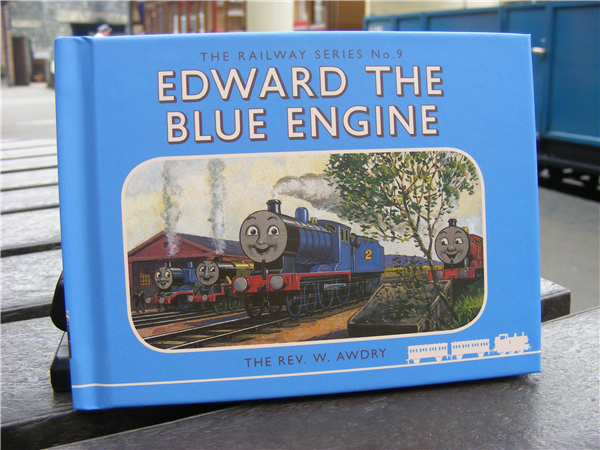 THE RAILWAY SERIES No.9
EDWARD THE
BLUE ENGINE
2
THE REV. W. AWDRY